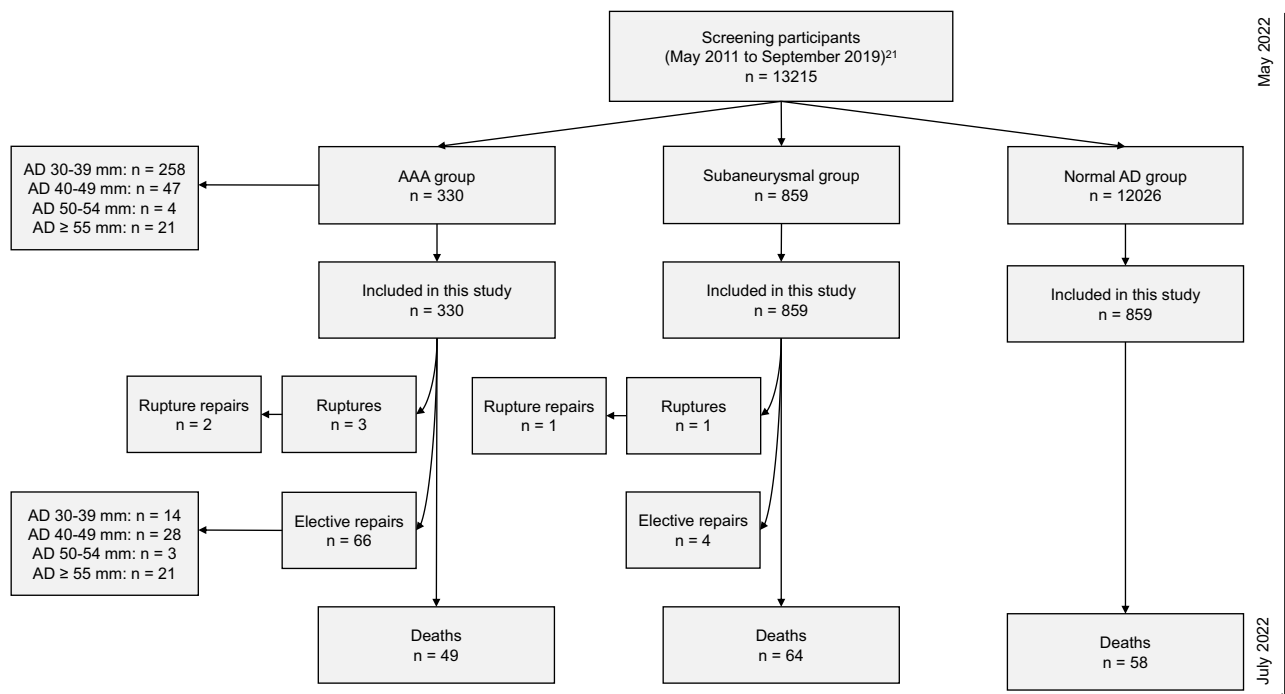 Screening participants
(May 2011 to September 2019)21
n = 13215
May 2022
AD 30-39 mm: n = 258
AD 40-49 mm: n = 47
AD 50-54 mm: n = 4
AD ≥ 55 mm: n = 21
AAA group
n = 330
Subaneurysmal group
n = 859
Normal AD group
n = 12026
Included in this study
n = 330
Included in this study
n = 859
Included in this study
n = 859
Rupture repairs
n = 2
Ruptures
n = 3
Rupture repairs
n = 1
Ruptures
n = 1
AD 30-39 mm: n = 14
AD 40-49 mm: n = 28
AD 50-54 mm: n = 3
AD ≥ 55 mm: n = 21
Elective repairs
n = 66
Elective repairs
n = 4
Deaths
n = 49
Deaths
n = 64
Deaths
n = 58
July 2022